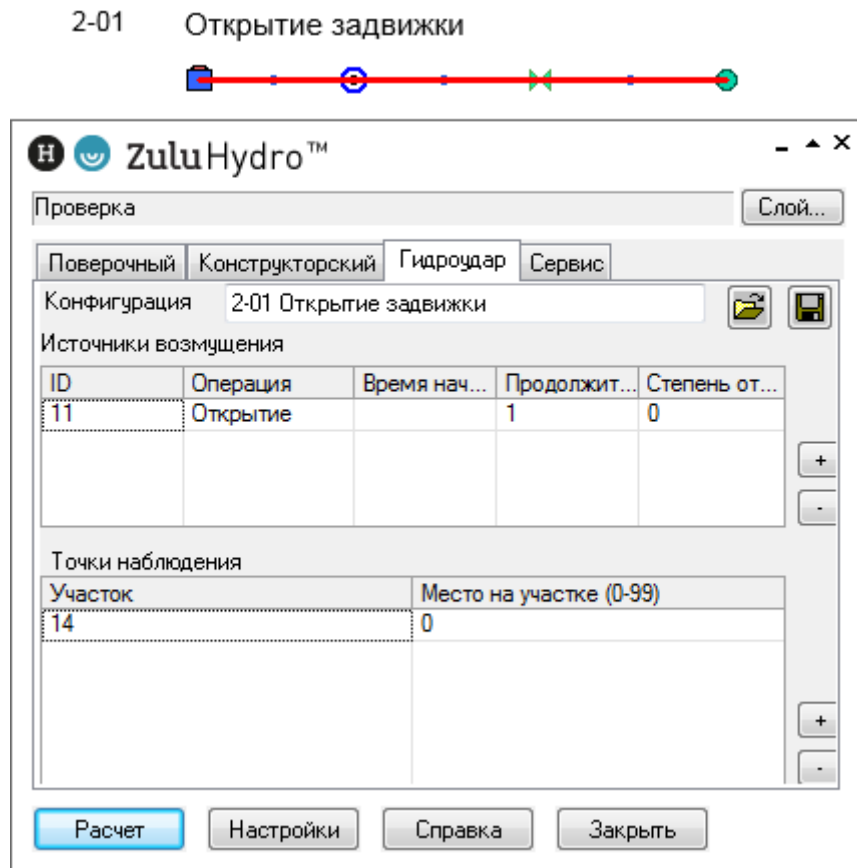 2-01 Открытие задвижки
H ZuluHydro™
Проверка Слой...
Поверочный Конструкторский Гидроудар Сервис
Конфигурация 2-01 Открытие задвижки
Источники возмущения
ID Операция Время нач... Продолжит... Степень от...
11 Открытие 1 0
+
-
Точки наблюдения
Участок Место на участке (0-99)
14 0
+
-
Расчет Настройки Справка Закрыть